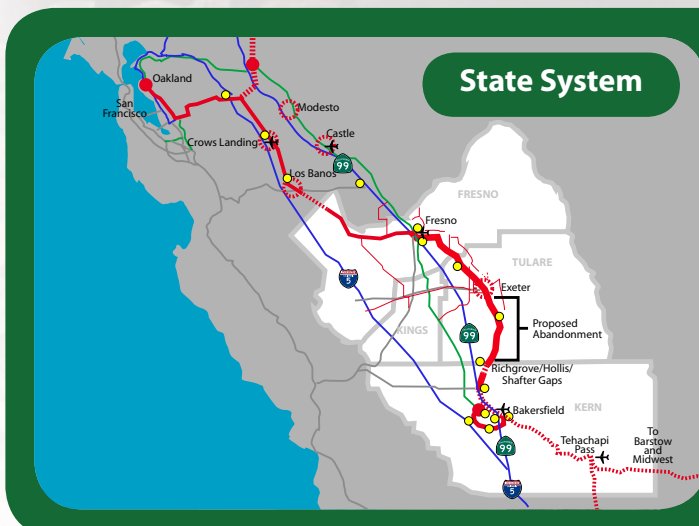 State System
Oakland
San
Francisco
Modesto
Crows Landing
Castle
99
Los Banos
FRESNO
Fresno
TULARE
5
Exeter
KINGS
99
Proposed
Abandonment
Richgrove/Hollis/
Shafter Gaps
KERN
Bakersfield
To
Barstow
and
Midwest
Tehachapi
Pass
99
5